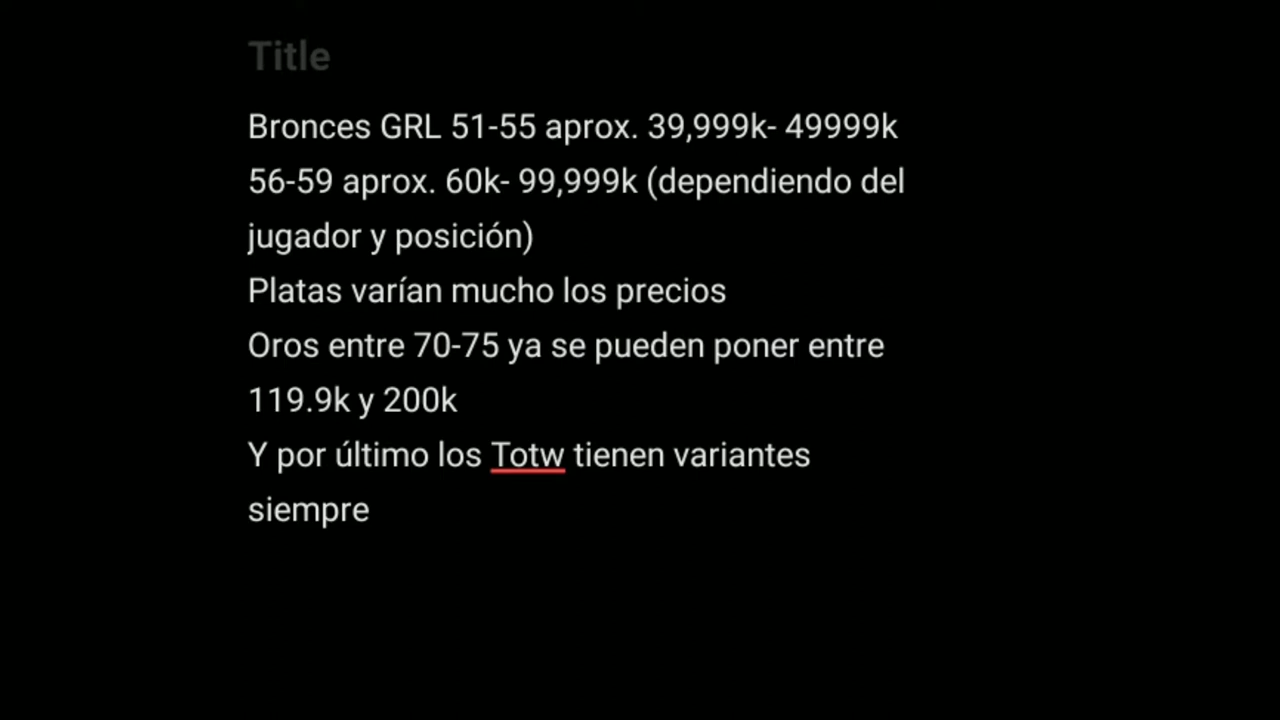 Title
Bronces GRL 51-55 aprox. 39,999k- 49999k
56-59 aprox. 60k- 99,999k (dependiendo del
jugador y posición)
Platas varían mucho los precios
Oros entre 70-75 ya se pueden poner entre
119.9k y 200k
Y por último los Totw tienen variantes
siempre